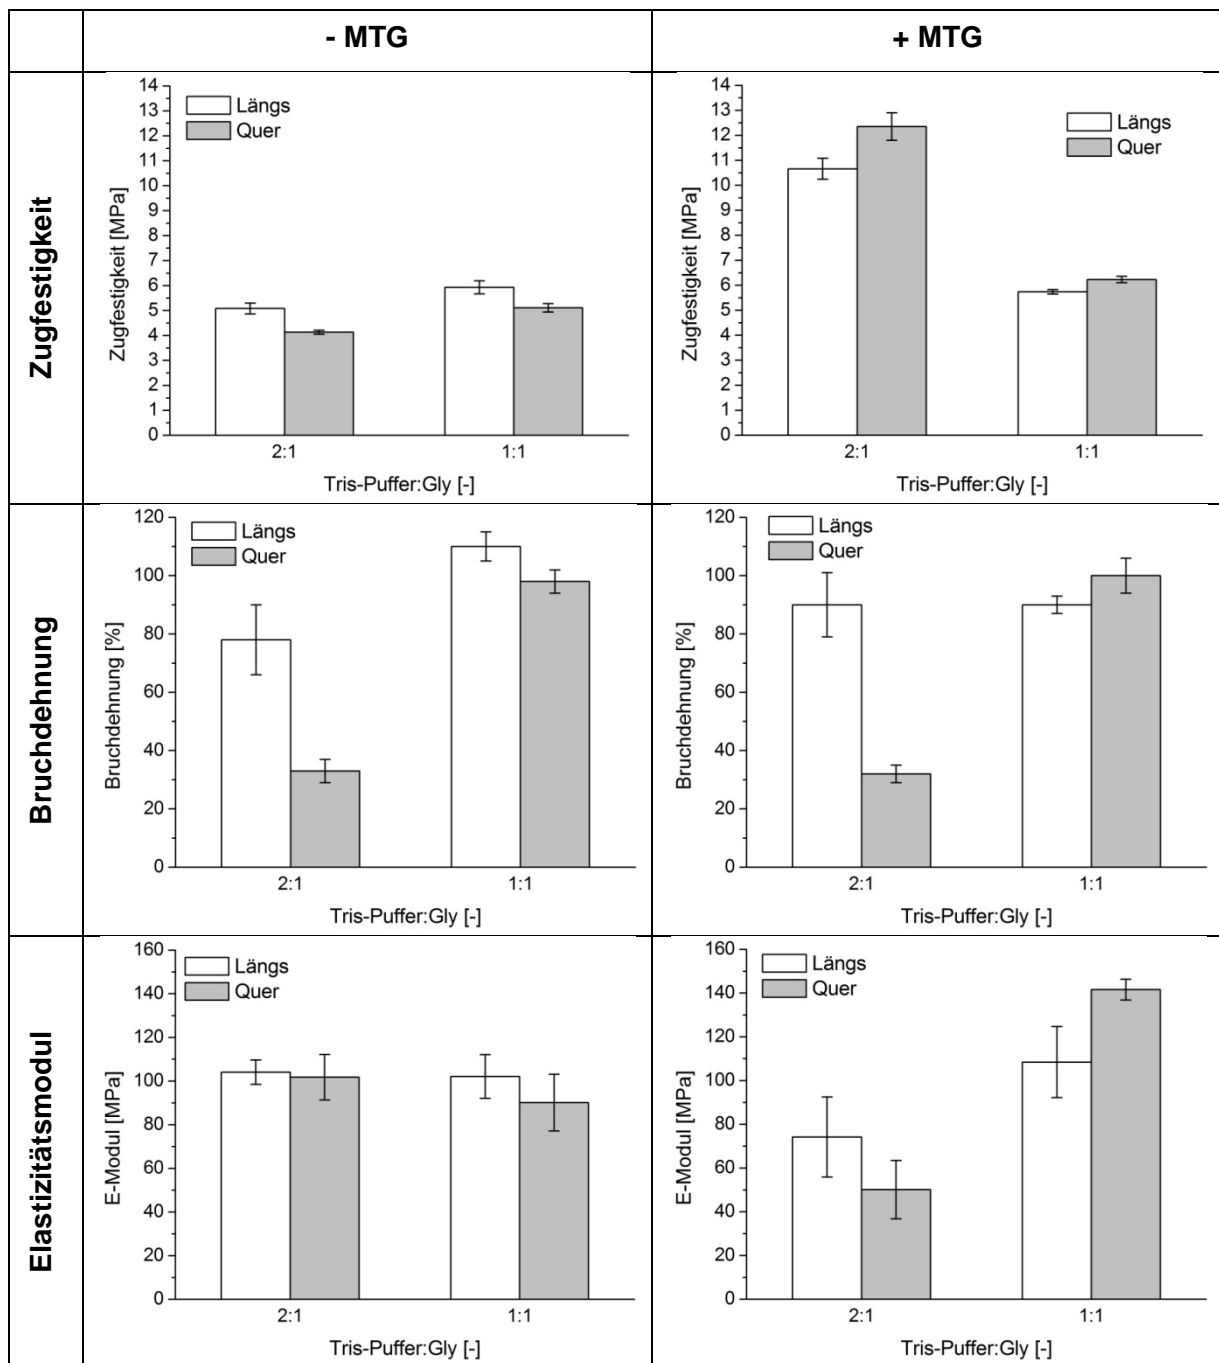 - MTG
+ MTG
Zugfestigkeit
14
13
12
11
10
9
8
7
6
5
4
3
2
1
0
Zugfestigkeit [MPa]
Längs
Quer
2:1
1:1
Tris-Puffer:Gly [-]
14
13
12
11
10
9
8
7
6
5
4
3
2
1
0
Zugfestigkeit [MPa]
Längs
Quer
2:1
1:1
Tris-Puffer:Gly [-]
Bruchdehnung
120
100
80
60
40
20
0
Bruchdehnung [%]
Längs
Quer
2:1
1:1
Tris-Puffer:Gly [-]
120
100
80
60
40
20
0
Bruchdehnung [%]
Längs
Quer
2:1
1:1
Tris-Puffer:Gly [-]
Elastizitätsmodul
160
140
120
100
80
60
40
20
0
E-Modul [MPa]
Längs
Quer
2:1
1:1
Tris-Puffer:Gly [-]
160
140
120
100
80
60
40
20
0
E-Modul [MPa]
Längs
Quer
2:1
1:1
Tris-Puffer:Gly [-]